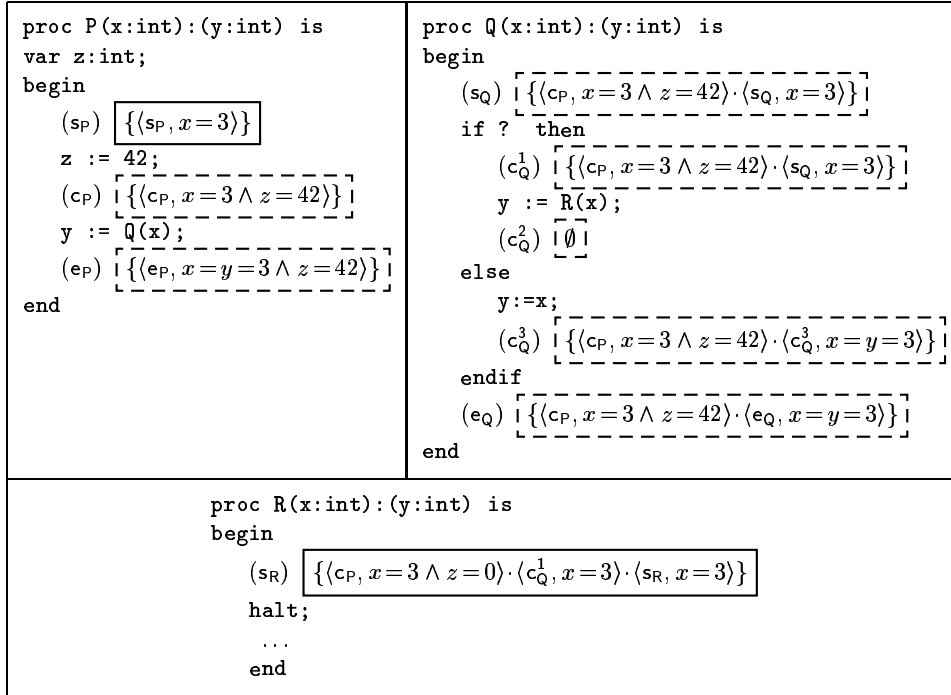 proc P(x:int):(y:int) is
var z:int;
begin
(s_P) {⟨s_P, x = 3⟩}
z := 42;
(c_P) {⟨c_P, x = 3 ∧ z = 42⟩}
y := Q(x);
(e_P) {⟨e_P, x = y = 3 ∧ z = 42⟩}
end
proc Q(x:int):(y:int) is
begin
(s_Q) {⟨c_P, x = 3 ∧ z = 42⟩·⟨s_Q, x = 3⟩}
if ? then
(c_Q^1) {⟨c_P, x = 3 ∧ z = 42⟩·⟨s_Q, x = 3⟩}
y := R(x);
(c_Q^2) ∅
else
y:=x;
(c_Q^3) {⟨c_P, x = 3 ∧ z = 42⟩·⟨c_Q^3, x = y = 3⟩}
endif
(e_Q) {⟨c_P, x = 3 ∧ z = 42⟩·⟨e_Q, x = y = 3⟩}
end
proc R(x:int):(y:int) is
begin
(s_R) {⟨c_P, x = 3 ∧ z = 0⟩·⟨c_Q^1, x = 3⟩·⟨s_R, x = 3⟩}
halt;
...
end